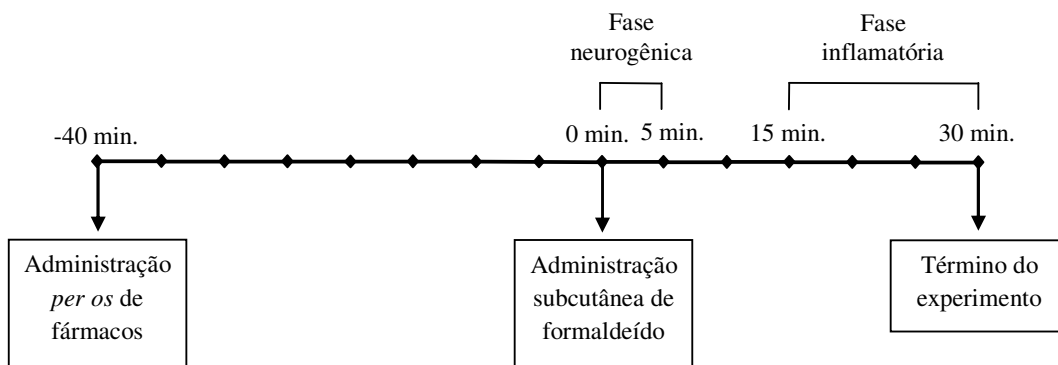 Fase
neurogênica
Fase
inflamatória
-40 min.
0 min.
5 min.
15 min.
30 min.
Administração
per os de
fármacos
Administração
subcutânea de
formaldeído
Término do
experimento